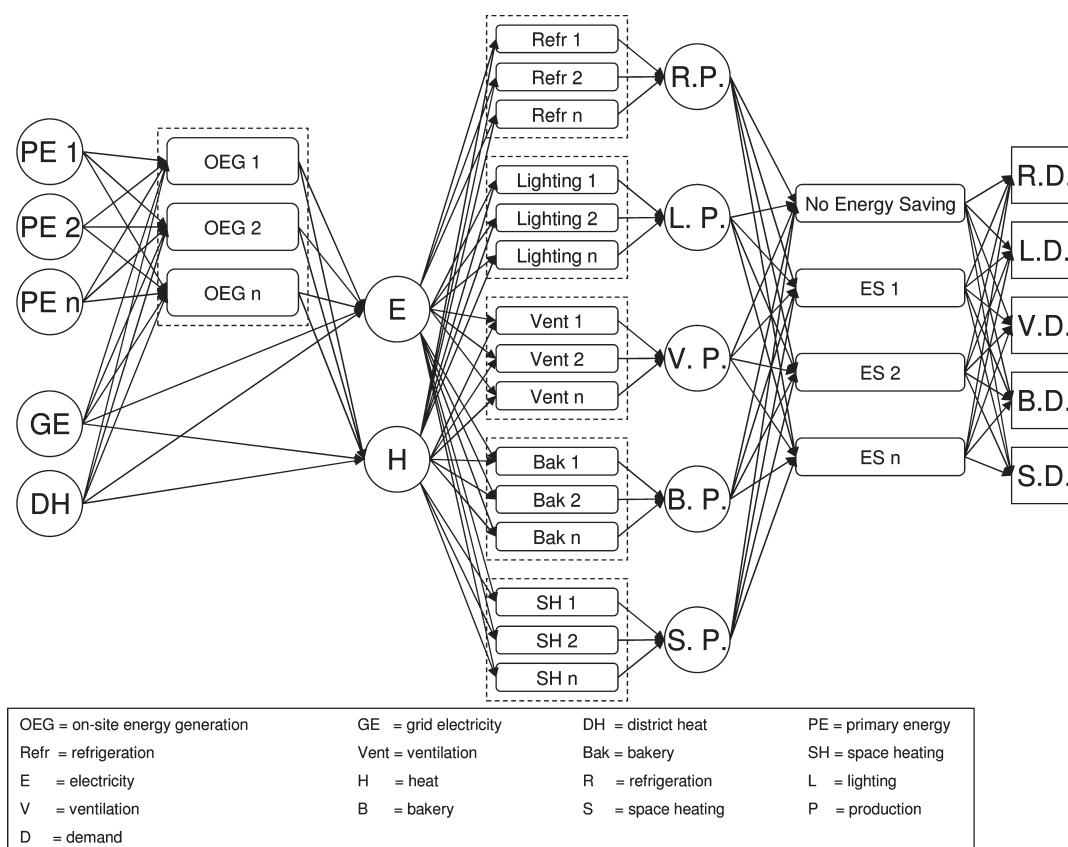 PE 1
PE 2
PE n
GE
DH
OEG 1
OEG 2
OEG n
E
H
Refr 1
Refr 2
Refr n
Lighting 1
Lighting 2
Lighting n
Vent 1
Vent 2
Vent n
Bak 1
Bak 2
Bak n
SH 1
SH 2
SH n
R.P.
L. P.
V. P.
B. P.
S. P.
No Energy Saving
ES 1
ES 2
ES n
R.D.
L.D.
V.D.
B.D.
S.D.
OEG = on-site energy generation GE = grid electricity DH = district heat PE = primary energy
Refr = refrigeration Vent = ventilation Bak = bakery SH = space heating
E = electricity H = heat R = refrigeration L = lighting
V = ventilation B = bakery S = space heating P = production
D = demand